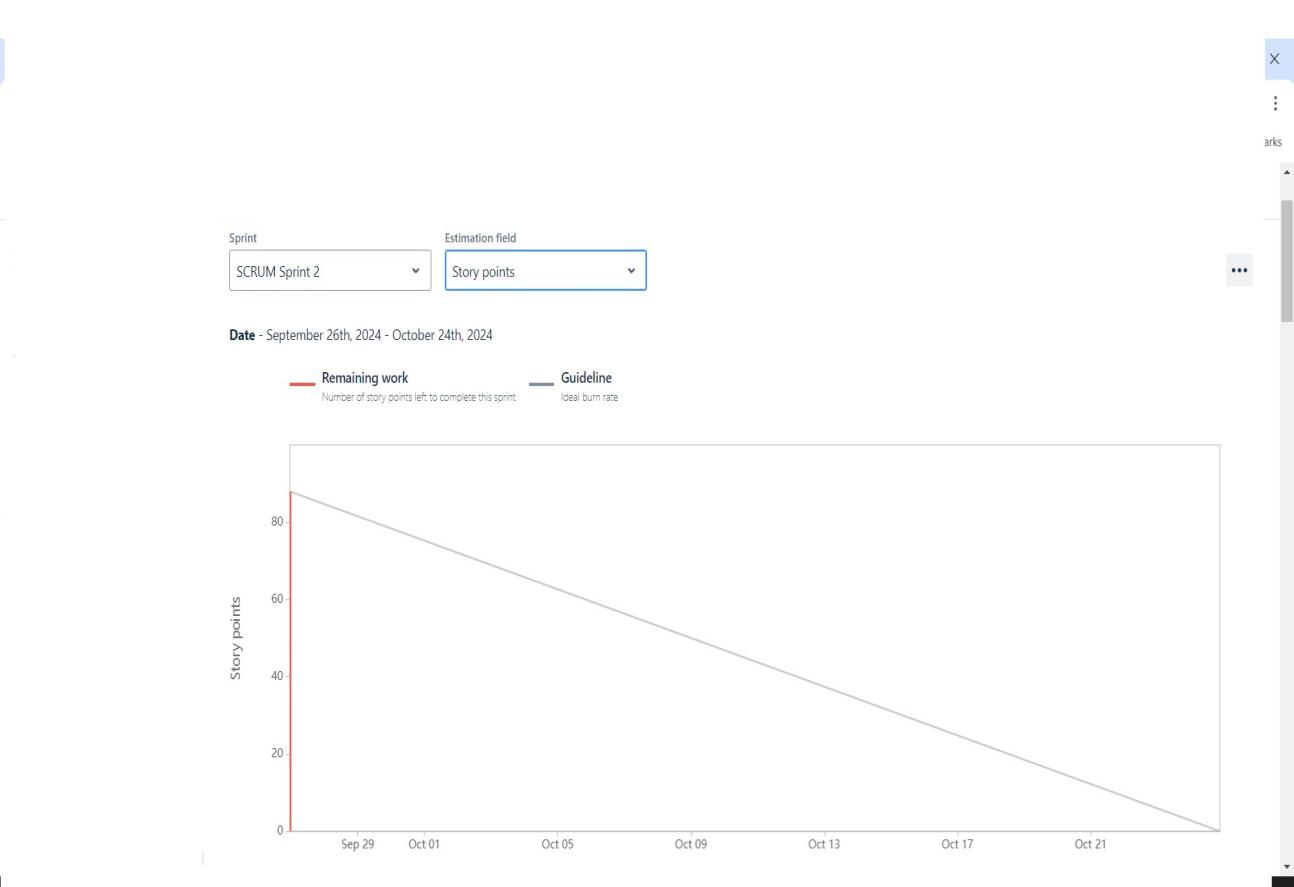 arks
Sprint
Estimation field
SCRUM Sprint 2
Story points
Date - September 26th, 2024 - October 24th, 2024
Remaining work
Number of story points left to complete this sprint
Guideline
Ideal burn rate
Story points
80
60
40
20
0
Sep 29 Oct 01 Oct 05 Oct 09 Oct 13 Oct 17 Oct 21